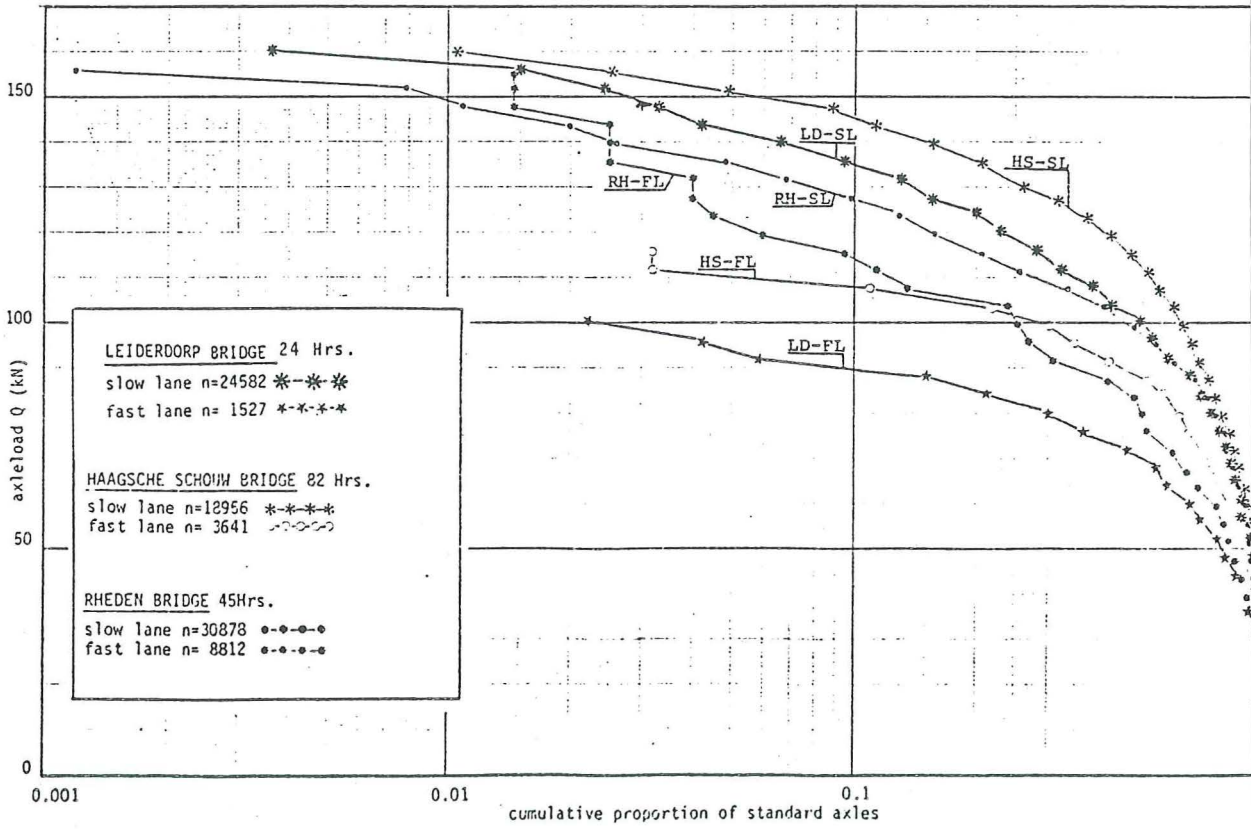 150
100
50
0
axleload Q (kN)
LD-SL
HS-SL
RH-FL
RH-SL
HS-FL
LD-FL
LEIDERDORP BRIDGE 24 Hrs.
slow lane n=24582
fast lane n= 1527
HAAGSCHE SCHOUW BRIDGE 82 Hrs.
slow lane n=18956
fast lane n= 3641
RHEDEN BRIDGE 45Hrs.
slow lane n=30878
fast lane n= 8812
0.001
0.01
0.1
cumulative proportion of standard axles